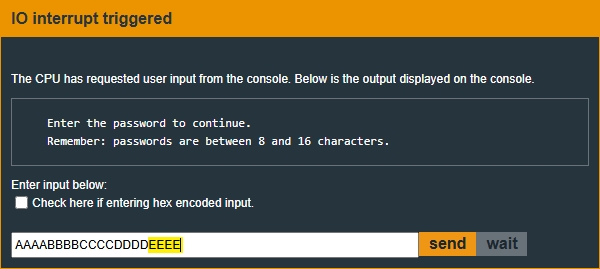 IO interrupt triggered
The CPU has requested user input from the console. Below is the output displayed on the console.
Enter the password to continue.
Remember: passwords are between 8 and 16 characters.
Enter input below:
Check here if entering hex encoded input.
AAAABBBBCCCCDDDDEEEE
send wait